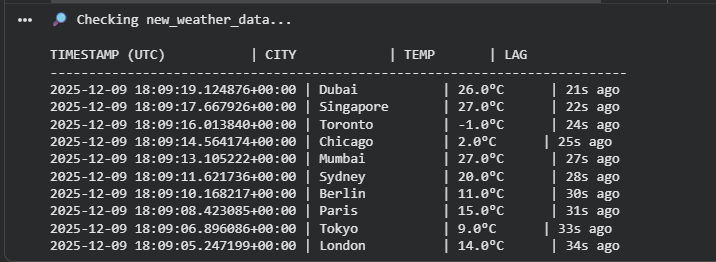 ••• 🔎 Checking new_weather_data...
TIMESTAMP (UTC) | CITY | TEMP | LAG
--------------------------------------------------------------------------------
2025-12-09 18:09:19.124876+00:00 | Dubai | 26.0°C | 21s ago
2025-12-09 18:09:17.667926+00:00 | Singapore | 27.0°C | 22s ago
2025-12-09 18:09:16.013840+00:00 | Toronto | -1.0°C | 24s ago
2025-12-09 18:09:14.564174+00:00 | Chicago | 2.0°C | 25s ago
2025-12-09 18:09:13.105222+00:00 | Mumbai | 27.0°C | 27s ago
2025-12-09 18:09:11.621736+00:00 | Sydney | 20.0°C | 28s ago
2025-12-09 18:09:10.168217+00:00 | Berlin | 11.0°C | 30s ago
2025-12-09 18:09:08.423085+00:00 | Paris | 15.0°C | 31s ago
2025-12-09 18:09:06.896086+00:00 | Tokyo | 9.0°C | 33s ago
2025-12-09 18:09:05.247199+00:00 | London | 14.0°C | 34s ago